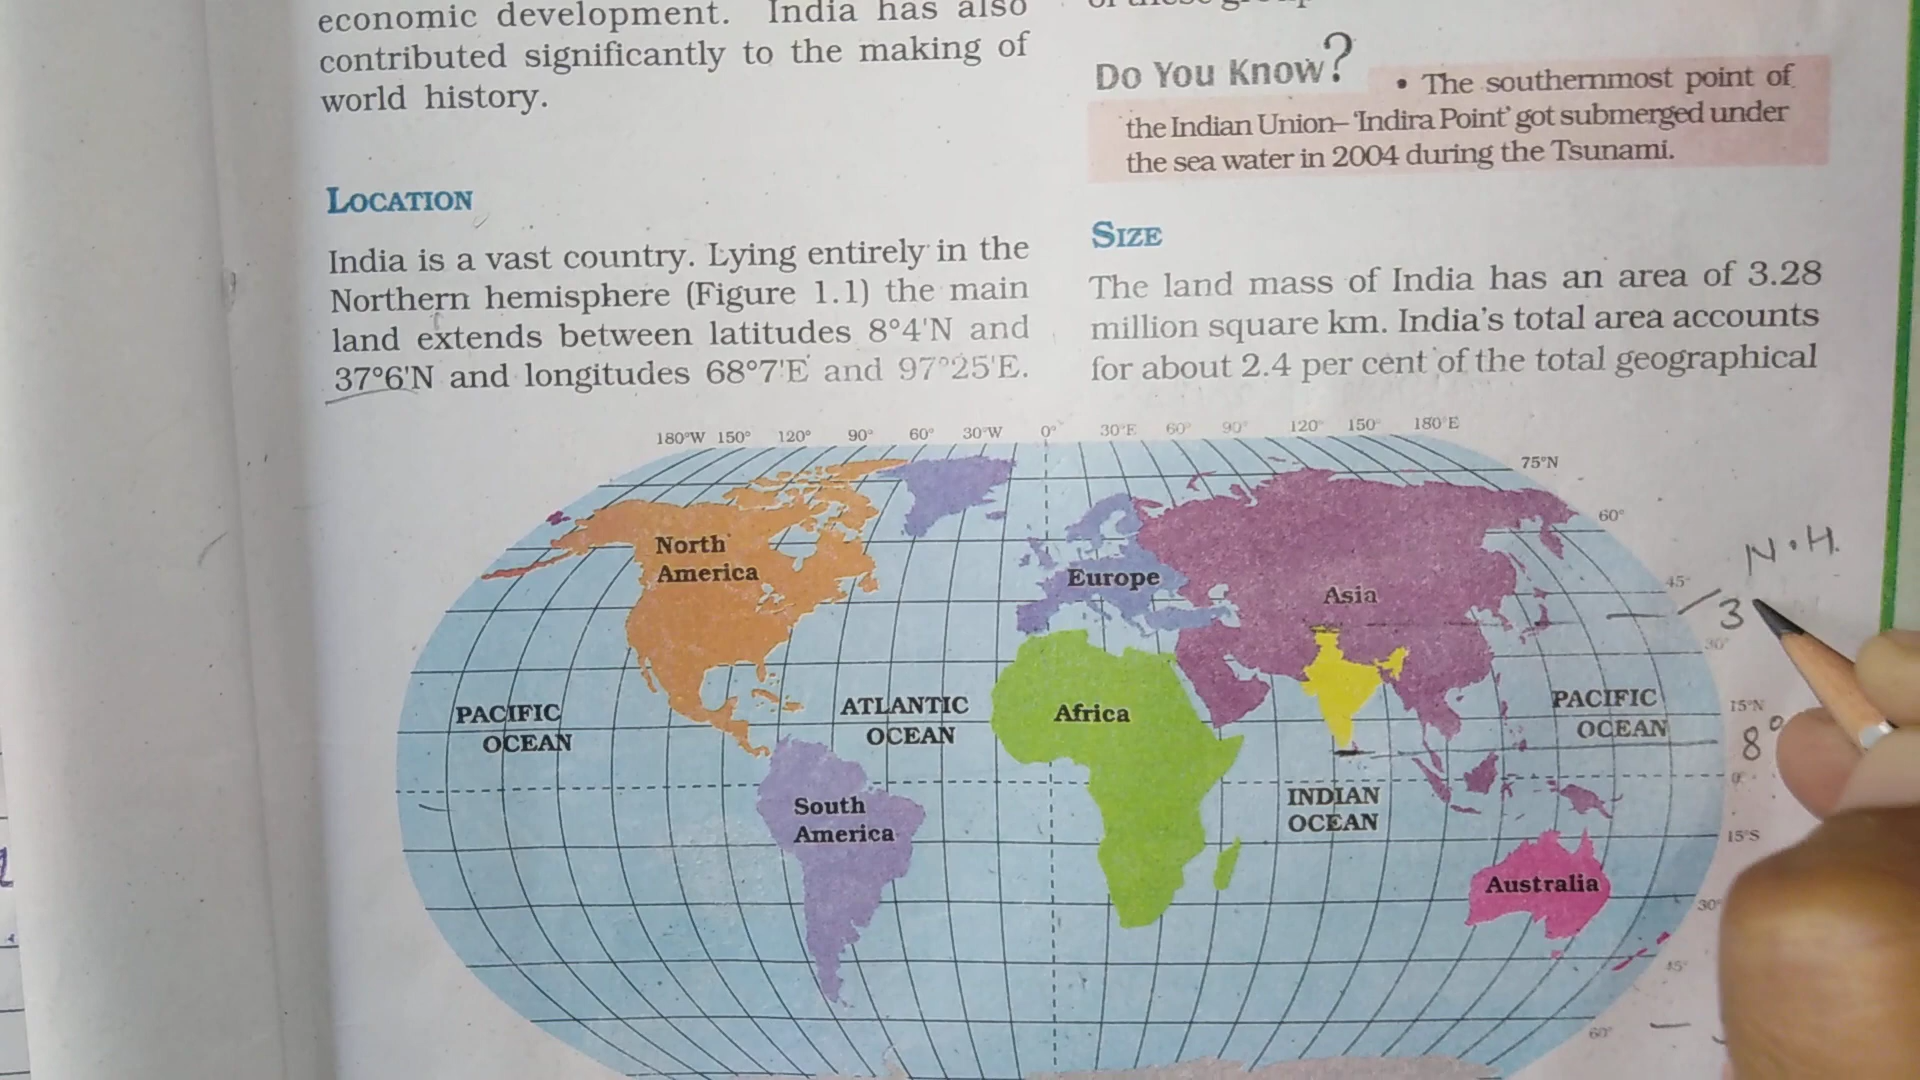 economic development. India has also
contributed significantly to the making of
world history.
LOCATION
India is a vast country. Lying entirely in the
Northern hemisphere (Figure 1.1) the main
land extends between latitudes 8°4'N and
37°6'N and longitudes 68°7'E and 97°25'E.
Do You Know?
• The southernmost point of
the Indian Union– 'Indira Point' got submerged under
the sea water in 2004 during the Tsunami.
SIZE
The land mass of India has an area of 3.28
million square km. India's total area accounts
for about 2.4 per cent of the total geographical
180°W 150° 120° 90° 60° 30°W 0° 30°E 60° 90° 120° 150° 180°E
75°N
60°
N.H.
45°
3
30°
15°N
8°
0°
15°S
30°
45°
60°
North
America
Europe
Asia
PACIFIC
OCEAN
ATLANTIC
OCEAN
Africa
PACIFIC
OCEAN
South
America
INDIAN
OCEAN
Australia